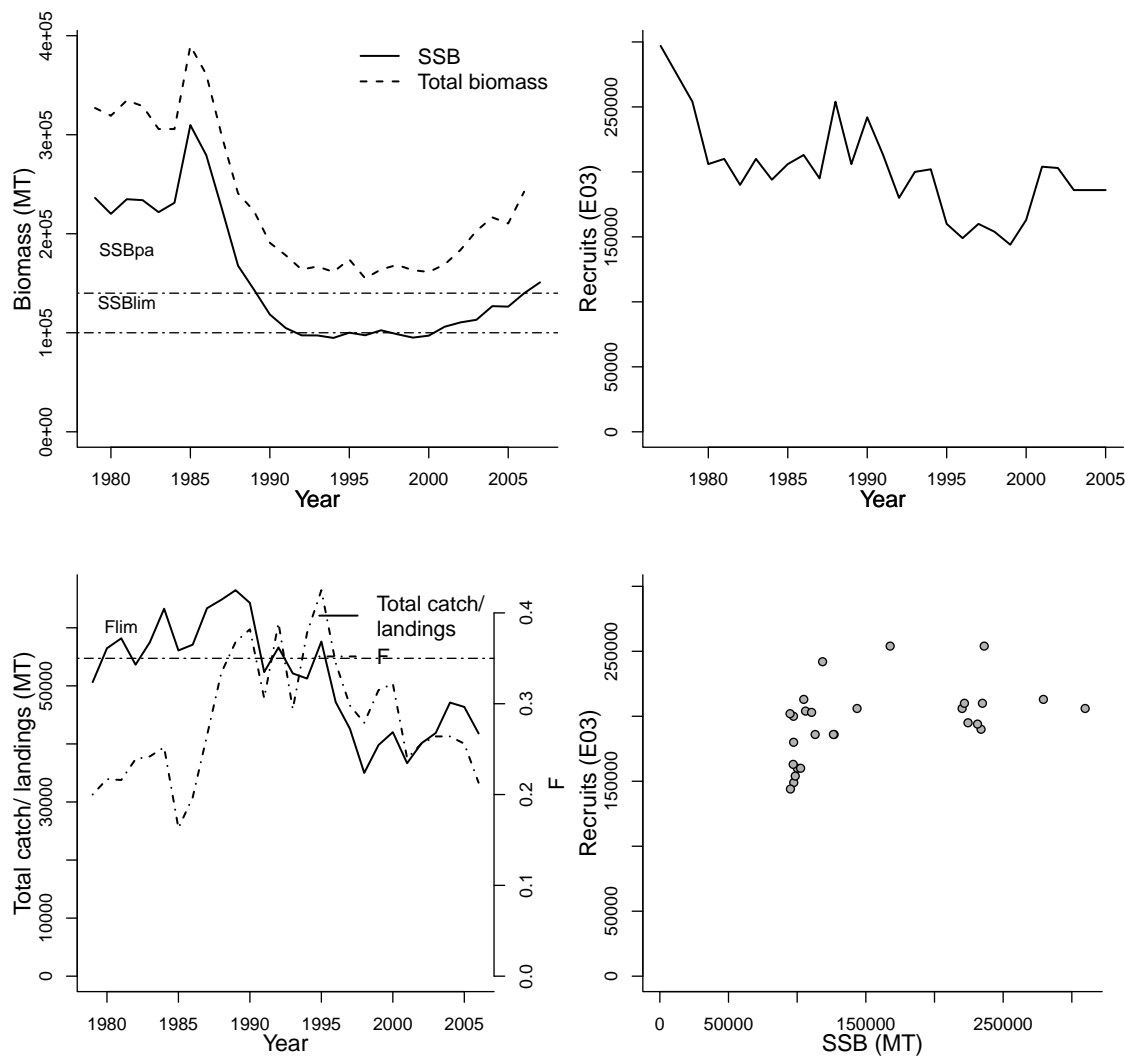 4e+05
3e+05
2e+05
1e+05
0e+00
Biomass (MT)
SSB
Total biomass
SSBpa
SSBlim
1980 1985 1990 1995 2000 2005
Year
250000
150000
50000
0
Recruits (E03)
1980 1985 1990 1995 2000 2005
Year
50000
30000
10000
0
Total catch/ landings (MT)
Flim
Total catch/
landings
F
0.4
0.3
0.2
0.1
0.0
F
1980 1985 1990 1995 2000 2005
Year
250000
150000
50000
0
Recruits (E03)
0 50000 150000 250000
SSB (MT)